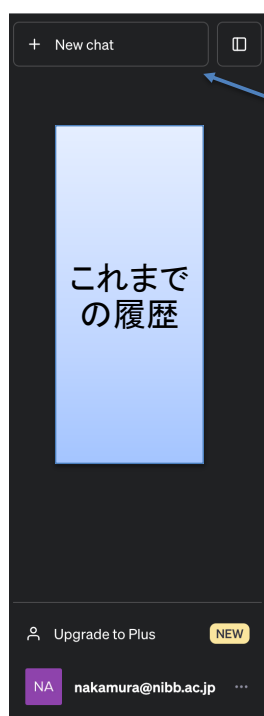 + New chat
これまで
の履歴
Upgrade to Plus NEW
NA nakamura@nibb.ac.jp ...